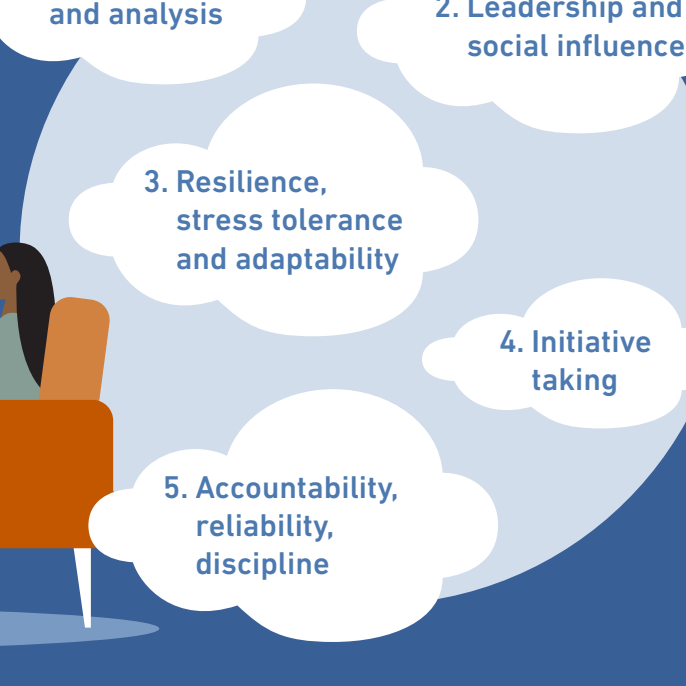 and analysis
2. Leadership and
social influence
3. Resilience,
stress tolerance
and adaptability
4. Initiative
taking
5. Accountability,
reliability,
discipline